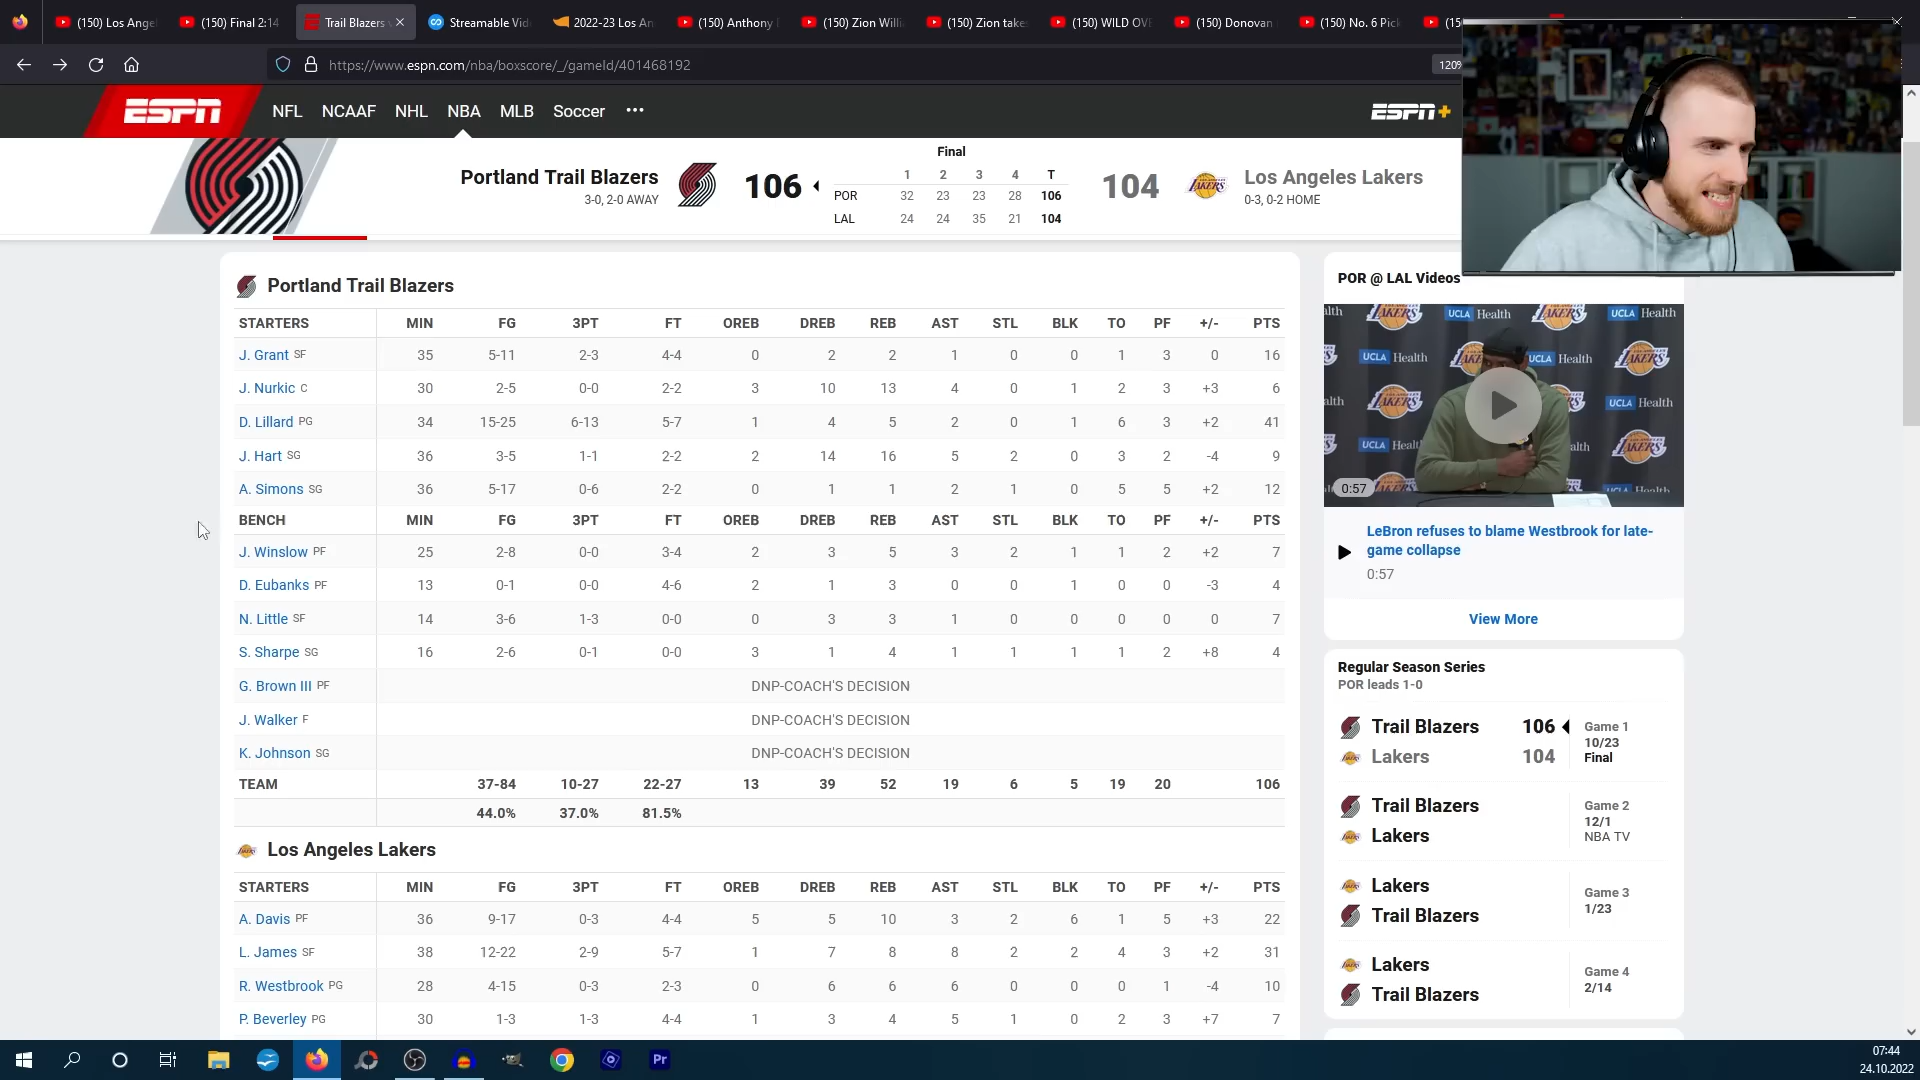 (150) Los Angel
(150) Final 2:14
Trail Blazers
Streamable Vid
2022-23 Los An
(150) Anthony
(150) Zion Willi
(150) Zion take
(150) WILD OV
(150) Donovan
(150) No. 6 Pick
(150)
https://www.espn.com/nba/boxscore/_/gameId/401468192
120%
ESPN
NFL NCAAF NHL NBA MLB Soccer •••
ESPN+
Final
1 2 3 4 T
POR 32 23 23 28 106
LAL 24 24 35 21 104
Portland Trail Blazers
3-0, 2-0 AWAY
106
104
LAKERS
Los Angeles Lakers
0-3, 0-2 HOME
Portland Trail Blazers
STARTERS MIN FG 3PT FT OREB DREB REB AST STL BLK TO PF +/- PTS
J. Grant SF 35 5-11 2-3 4-4 0 2 2 1 0 0 1 3 0 16
J. Nurkic C 30 2-5 0-0 2-2 3 10 13 4 0 1 2 3 +3 6
D. Lillard PG 34 15-25 6-13 5-7 1 4 5 2 0 1 6 3 +2 41
J. Hart SG 36 3-5 1-1 2-2 2 14 16 5 2 0 3 2 -4 9
A. Simons SG 36 5-17 0-6 2-2 0 1 1 2 1 0 5 5 +2 12
BENCH MIN FG 3PT FT OREB DREB REB AST STL BLK TO PF +/- PTS
J. Winslow PF 25 2-8 0-0 3-4 2 3 5 3 2 1 1 2 +2 7
D. Eubanks PF 13 0-1 0-0 4-6 2 1 3 0 0 1 0 0 -3 4
N. Little SF 14 3-6 1-3 0-0 0 3 3 1 0 0 0 0 0 7
S. Sharpe SG 16 2-6 0-1 0-0 3 1 4 1 1 1 1 2 +8 4
G. Brown III PF DNP-COACH'S DECISION
J. Walker F DNP-COACH'S DECISION
K. Johnson SG DNP-COACH'S DECISION
TEAM 37-84 10-27 22-27 13 39 52 19 6 5 19 20 106
44.0% 37.0% 81.5%
Los Angeles Lakers
STARTERS MIN FG 3PT FT OREB DREB REB AST STL BLK TO PF +/- PTS
A. Davis PF 36 9-17 0-3 4-4 5 5 10 3 2 6 1 5 +3 22
L. James SF 38 12-22 2-9 5-7 1 7 8 8 2 2 4 3 +2 31
R. Westbrook PG 28 4-15 0-3 2-3 0 6 6 6 0 0 0 1 -4 10
P. Beverley PG 30 1-3 1-3 4-4 1 3 4 5 1 0 2 3 +7 7
POR @ LAL Videos
UCLA Health
LAKERS
0:57
LeBron refuses to blame Westbrook for late-
game collapse
0:57
View More
Regular Season Series
POR leads 1-0
Trail Blazers 106
Lakers 104
Game 1
10/23
Final
Trail Blazers
Lakers
Game 2
12/1
NBA TV
Lakers
Trail Blazers
Game 3
1/23
Lakers
Trail Blazers
Game 4
2/14
Pr
07:44
24.10.2022